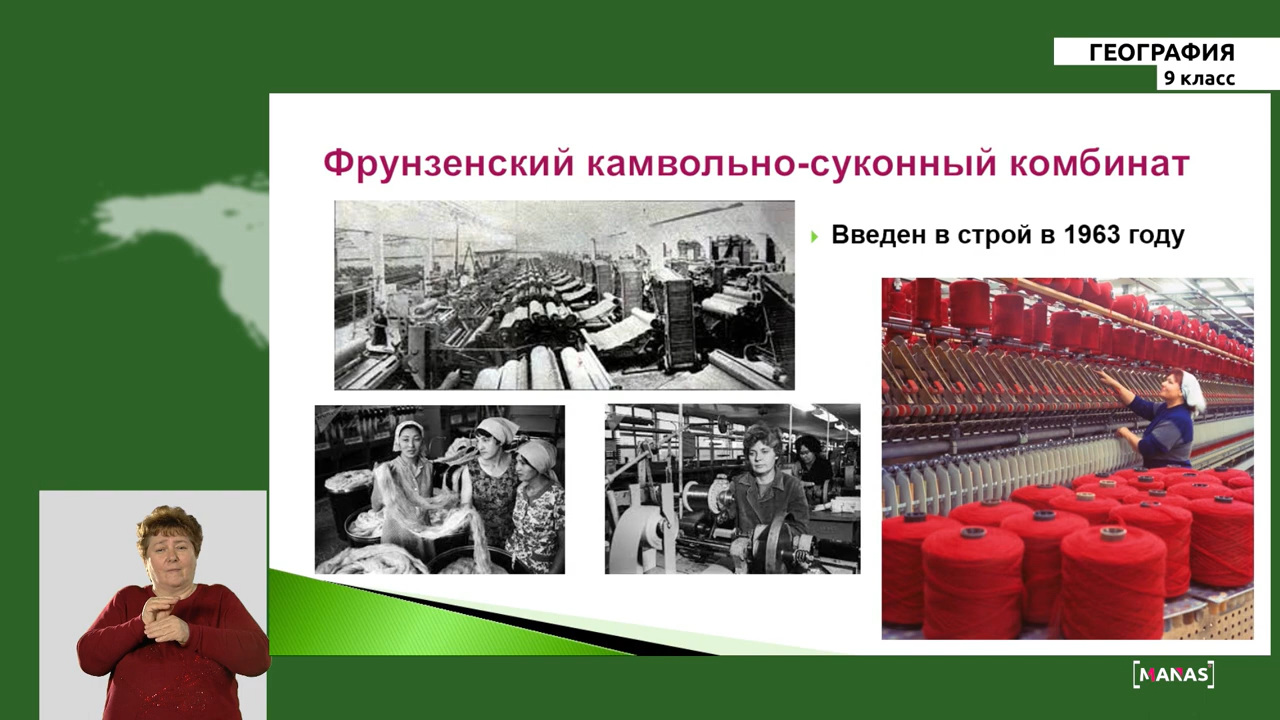 ГЕОГРАФИЯ
9 класс
Фрунзенский камвольно-суконный комбинат
Введен в строй в 1963 году
[MANAS]